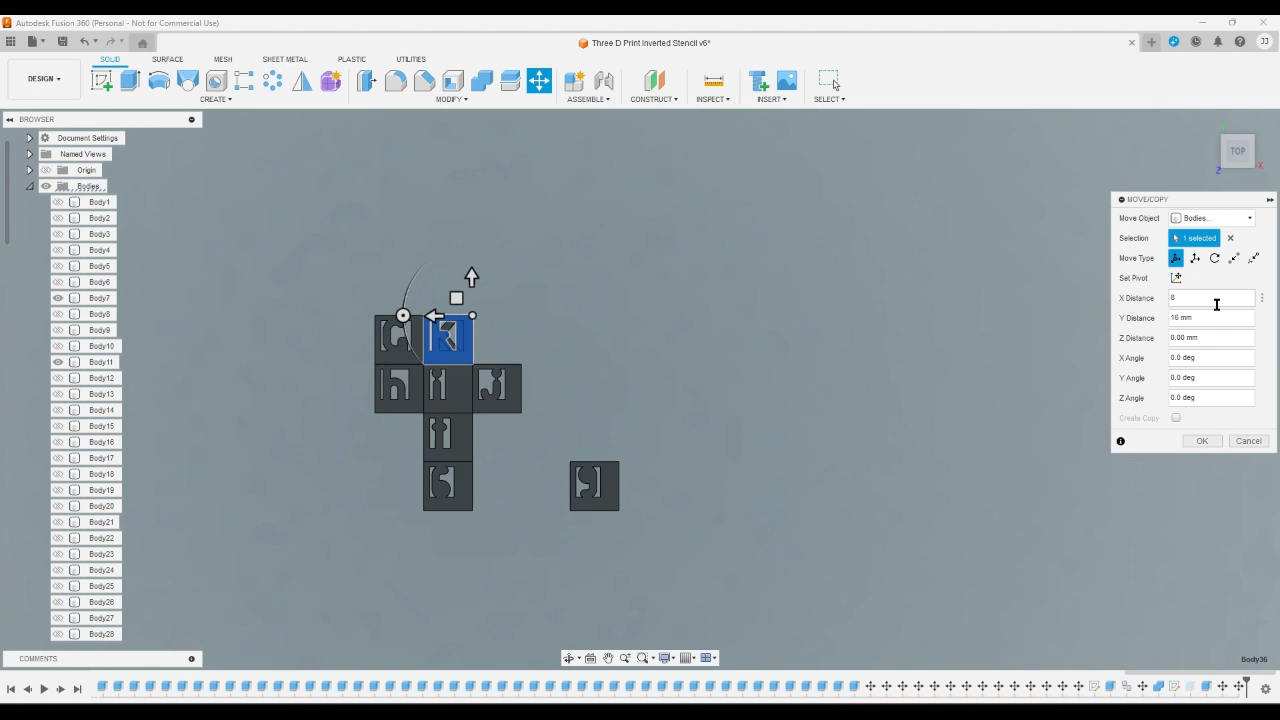 Autodesk Fusion 360 (Personal - Not for Commercial Use)
Three D Print Inverted Stencil v6*
JJ
SOLID SURFACE MESH SHEET METAL PLASTIC UTILITIES
DESIGN
CREATE MODIFY ASSEMBLE CONSTRUCT INSPECT INSERT SELECT
BROWSER
Document Settings
Named Views
Origin
Bodies
Body1
Body2
Body3
Body4
Body5
Body6
Body7
Body8
Body9
Body10
Body11
Body12
Body13
Body14
Body15
Body16
Body17
Body18
Body19
Body20
Body21
Body22
Body23
Body24
Body25
Body26
Body27
Body28
COMMENTS
TOP
X
Z
MOVE/COPY
Move Object Bodies...
Selection 1 selected
Move Type
Set Pivot
X Distance 8
Y Distance 16 mm
Z Distance 0.00 mm
X Angle 0.0 deg
Y Angle 0.0 deg
Z Angle 0.0 deg
Create Copy
OK Cancel
Body36